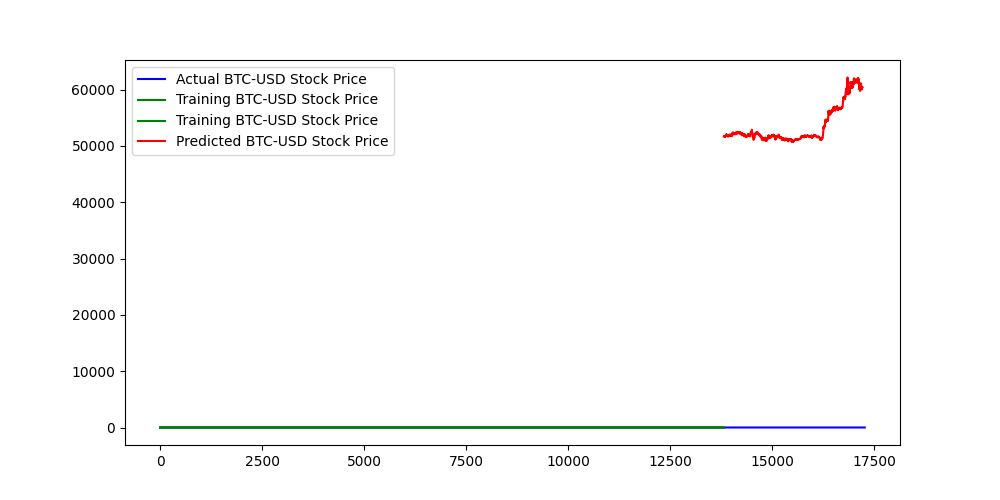 Actual BTC-USD Stock Price
Training BTC-USD Stock Price
Training BTC-USD Stock Price
Predicted BTC-USD Stock Price
60000
50000
40000
30000
20000
10000
0
0 2500 5000 7500 10000 12500 15000 17500